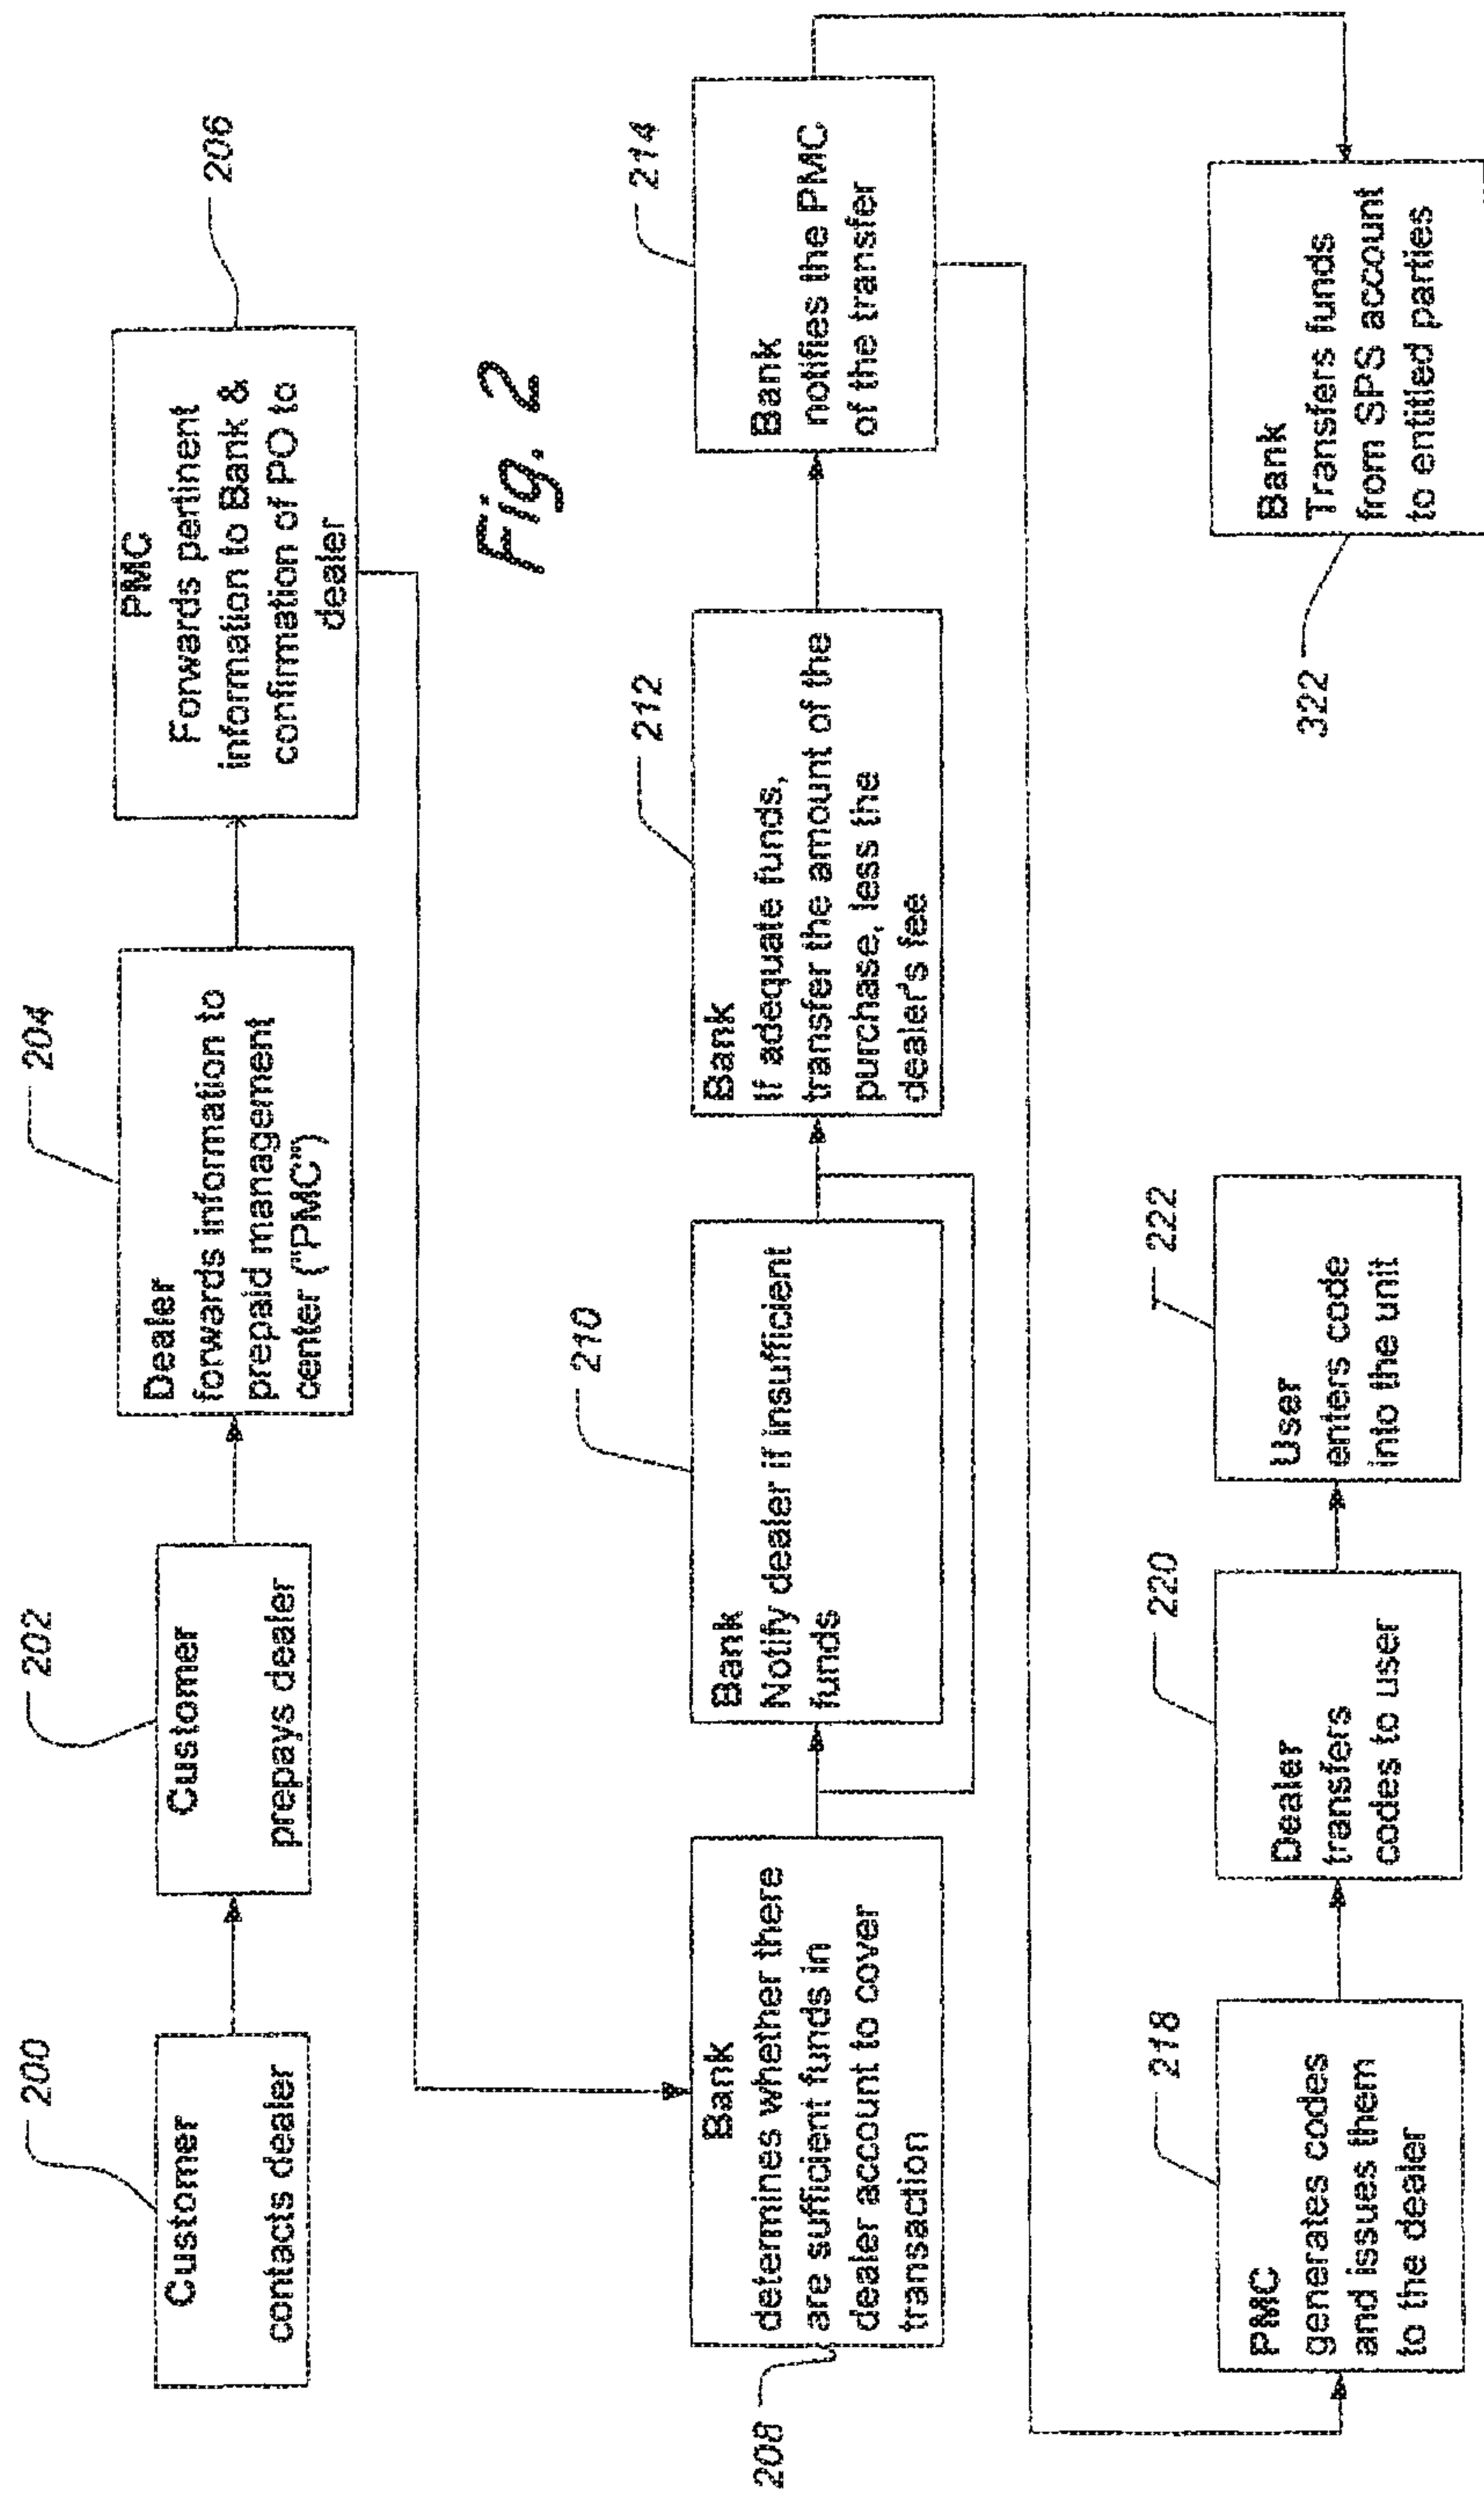 200
Customer
contacts dealer
202
Customer
prepays dealer
204
Dealer
forwards information to
prepaid management
center ("PMC")
206
PMC
Forwards pertinent
information to Bank &
confirmation of PO to
dealer
Fig. 2
208
Bank
determines whether there
are sufficient funds in
dealer account to cover
transaction
210
Bank
Notify dealer if insufficient
funds
212
Bank
If adequate funds,
transfer the amount of the
purchase, less the
dealer's fee
214
Bank
notifies the PMC
of the transfer
218
PMC
generates codes
and issues them
to the dealer
220
Dealer
transfers
codes to user
222
User
enters code
into the unit
322
Bank
Transfers funds
from SPS account
to entitled parties